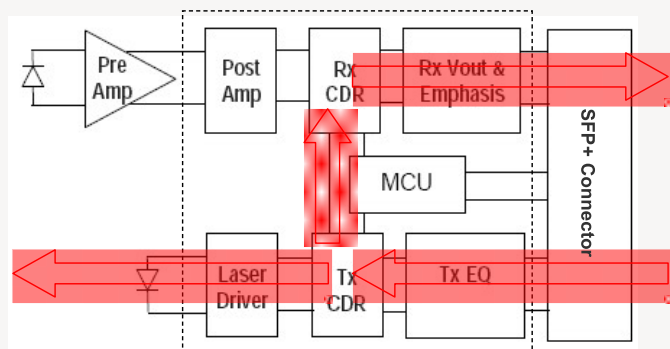 Pre
Amp
Post
Amp
Rx
CDR
Rx Vout &
Emphasis
SFP+ Connector
MCU
Laser
Driver
Tx
CDR
Tx EQ